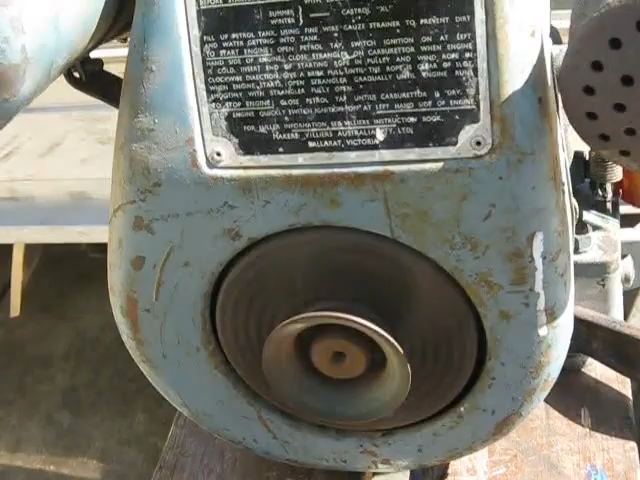 BEFORE STARTING
SUMMER } CASTROL "XL"
WINTER }
FILL UP PETROL TANK, USING FINE WIRE GAUZE STRAINER TO PREVENT DIRT
AND WATER GETTING INTO TANK.
TO START ENGINE: OPEN PETROL TAP, SWITCH IGNITION ON AT LEFT
HAND SIDE OF ENGINE, CLOSE STRANGLER ON CARBURETTOR WHEN ENGINE
IS COLD. INSERT END OF STARTING ROPE IN PULLEY AND WIND ROPE IN
CLOCKWISE DIRECTION. GIVE A BRISK PULL UNTIL THE ROPE IS CLEAR OF SLOT.
WHEN ENGINE STARTS, OPEN STRANGLER GRADUALLY UNTIL ENGINE RUNS
SMOOTHLY WITH STRANGLER FULLY OPEN.
TO STOP ENGINE: CLOSE PETROL TAP UNTIL CARBURETTOR IS "DRY".
ENGINE QUICKLY SWITCH IGNITION "OFF" AT LEFT HAND SIDE OF ENGINE
FOR FULLER INFORMATION, SEE VILLIERS INSTRUCTION BOOK.
MAKERS: VILLIERS AUSTRALIA PTY. LTD.
BALLARAT, VICTORIA